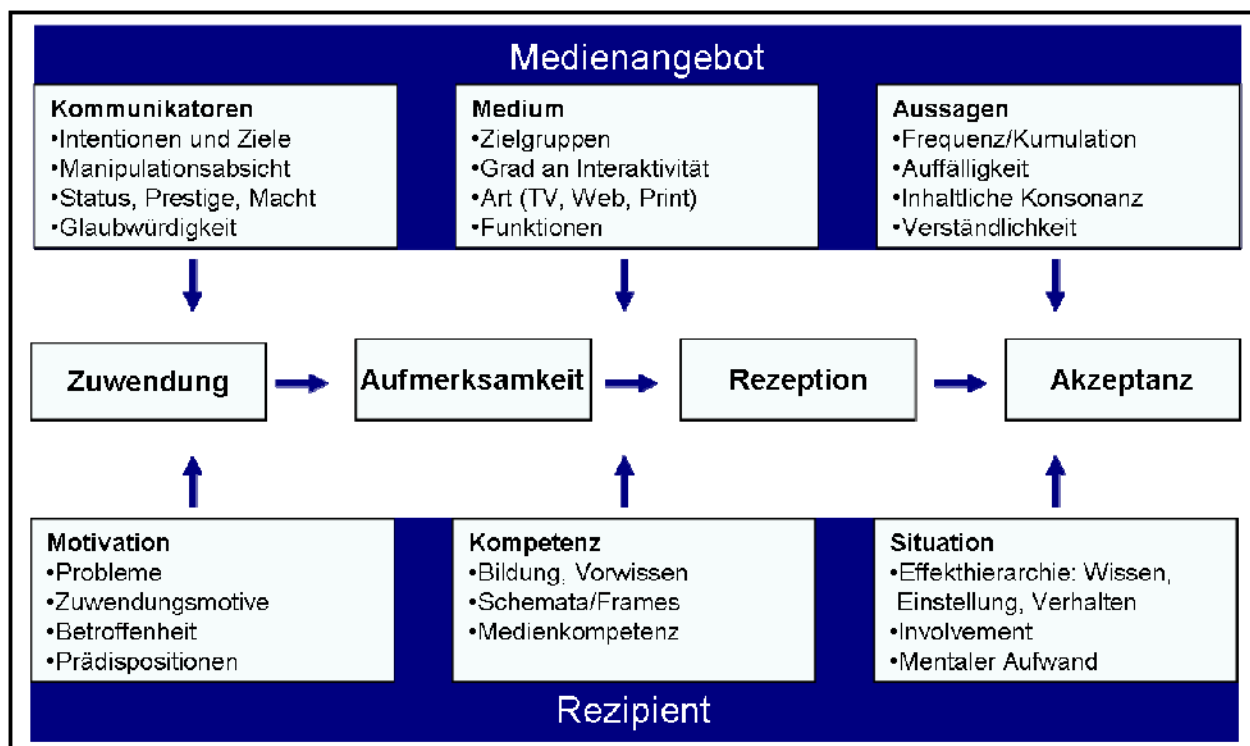 Medienangebot
Kommunikatoren
•Intentionen und Ziele
•Manipulationsabsicht
•Status, Prestige, Macht
•Glaubwürdigkeit
Medium
•Zielgruppen
•Grad an Interaktivität
•Art (TV, Web, Print)
•Funktionen
Aussagen
•Frequenz/Kumulation
•Auffälligkeit
•Inhaltliche Konsonanz
•Verständlichkeit
Zuwendung
Aufmerksamkeit
Rezeption
Akzeptanz
Motivation
•Probleme
•Zuwendungsmotive
•Betroffenheit
•Prädispositionen
Kompetenz
•Bildung, Vorwissen
•Schemata/Frames
•Medienkompetenz
Situation
•Effekthierarchie: Wissen,
Einstellung, Verhalten
•Involvement
•Mentaler Aufwand
Rezipient